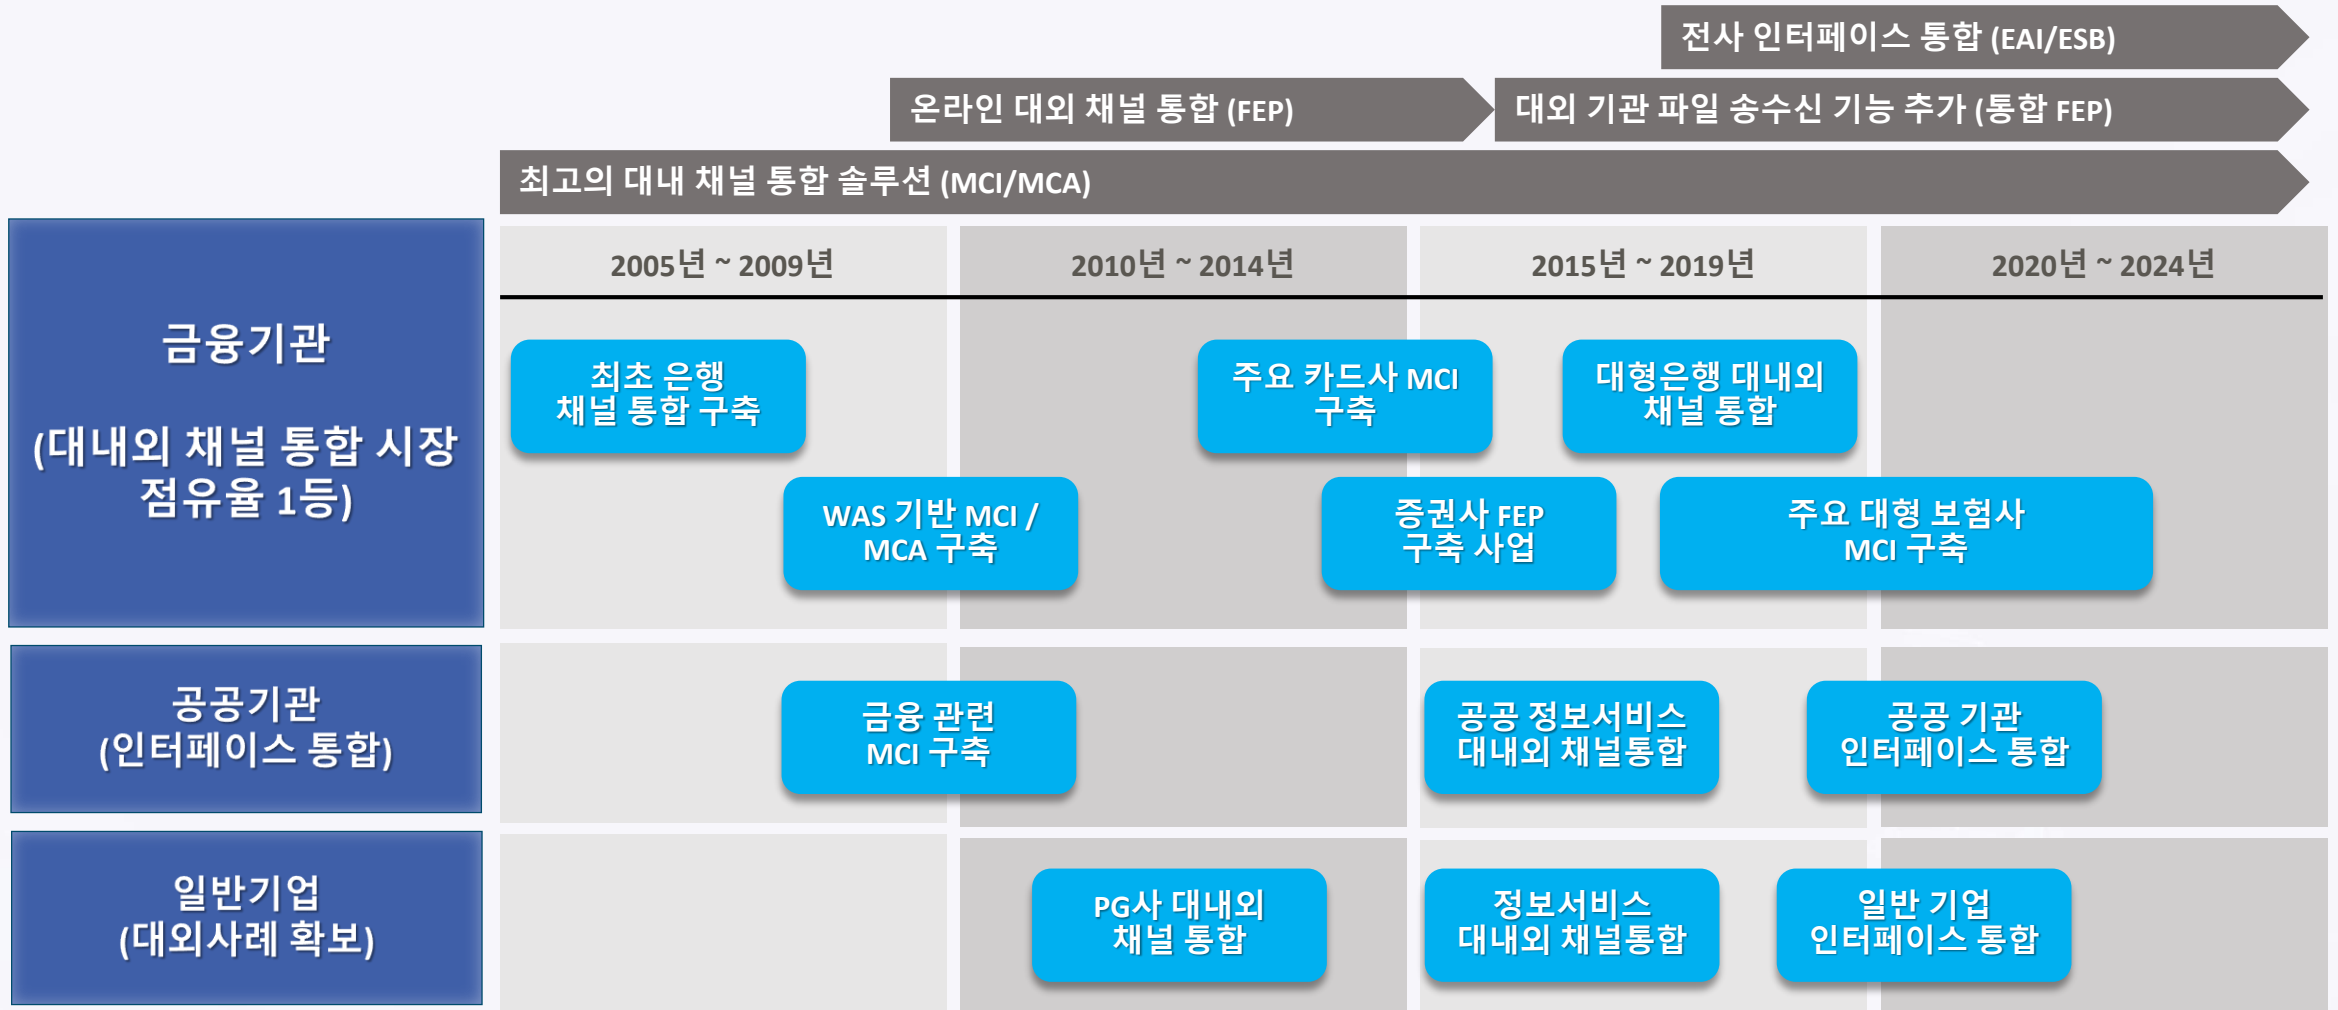 전사 인터페이스 통합 (EAI/ESB)
온라인 대외 채널 통합 (FEP)
대외 기관 파일 송수신 기능 추가 (통합 FEP)
최고의 대내 채널 통합 솔루션 (MCI/MCA)
2005년 ~ 2009년
2010년 ~ 2014년
2015년 ~ 2019년
2020년 ~ 2024년
금융기관
(대내외 채널 통합 시장
점유율 1등)
최초 은행
채널 통합 구축
주요 카드사 MCI
구축
대형은행 대내외
채널 통합
WAS 기반 MCI /
MCA 구축
증권사 FEP
구축 사업
주요 대형 보험사
MCI 구축
공공기관
(인터페이스 통합)
금융 관련
MCI 구축
공공 정보서비스
대내외 채널통합
공공 기관
인터페이스 통합
일반기업
(대외사례 확보)
PG사 대내외
채널 통합
정보서비스
대내외 채널통합
일반 기업
인터페이스 통합